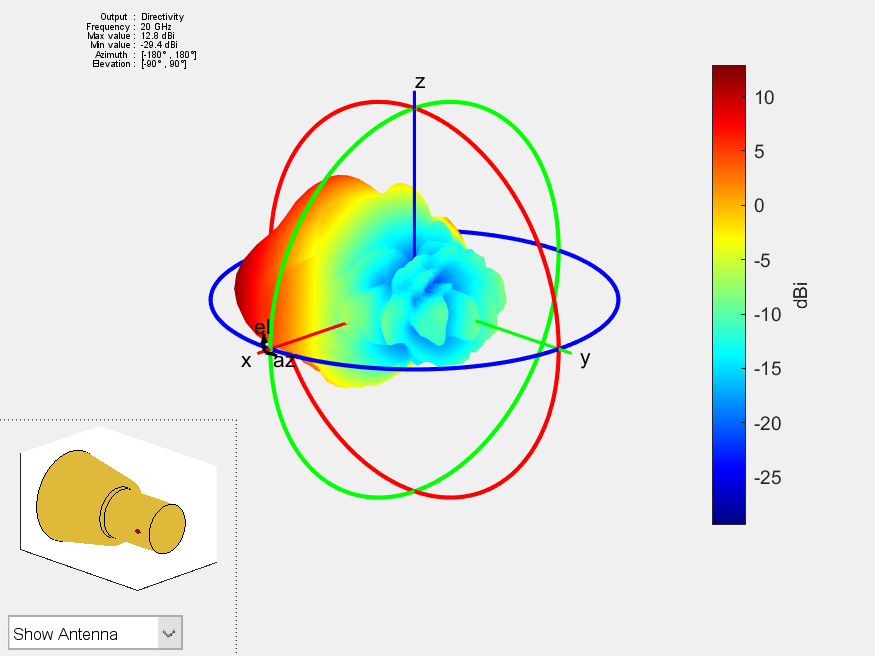 Output : Directivity
Frequency : 20 GHz
Max value : 12.8 dBi
Min value : -29.4 dBi
Azimuth : [-180° , 180°]
Elevation : [-90° , 90°]
z
el
x
az
y
10
5
0
-5
-10
-15
-20
-25
dBi
Show Antenna